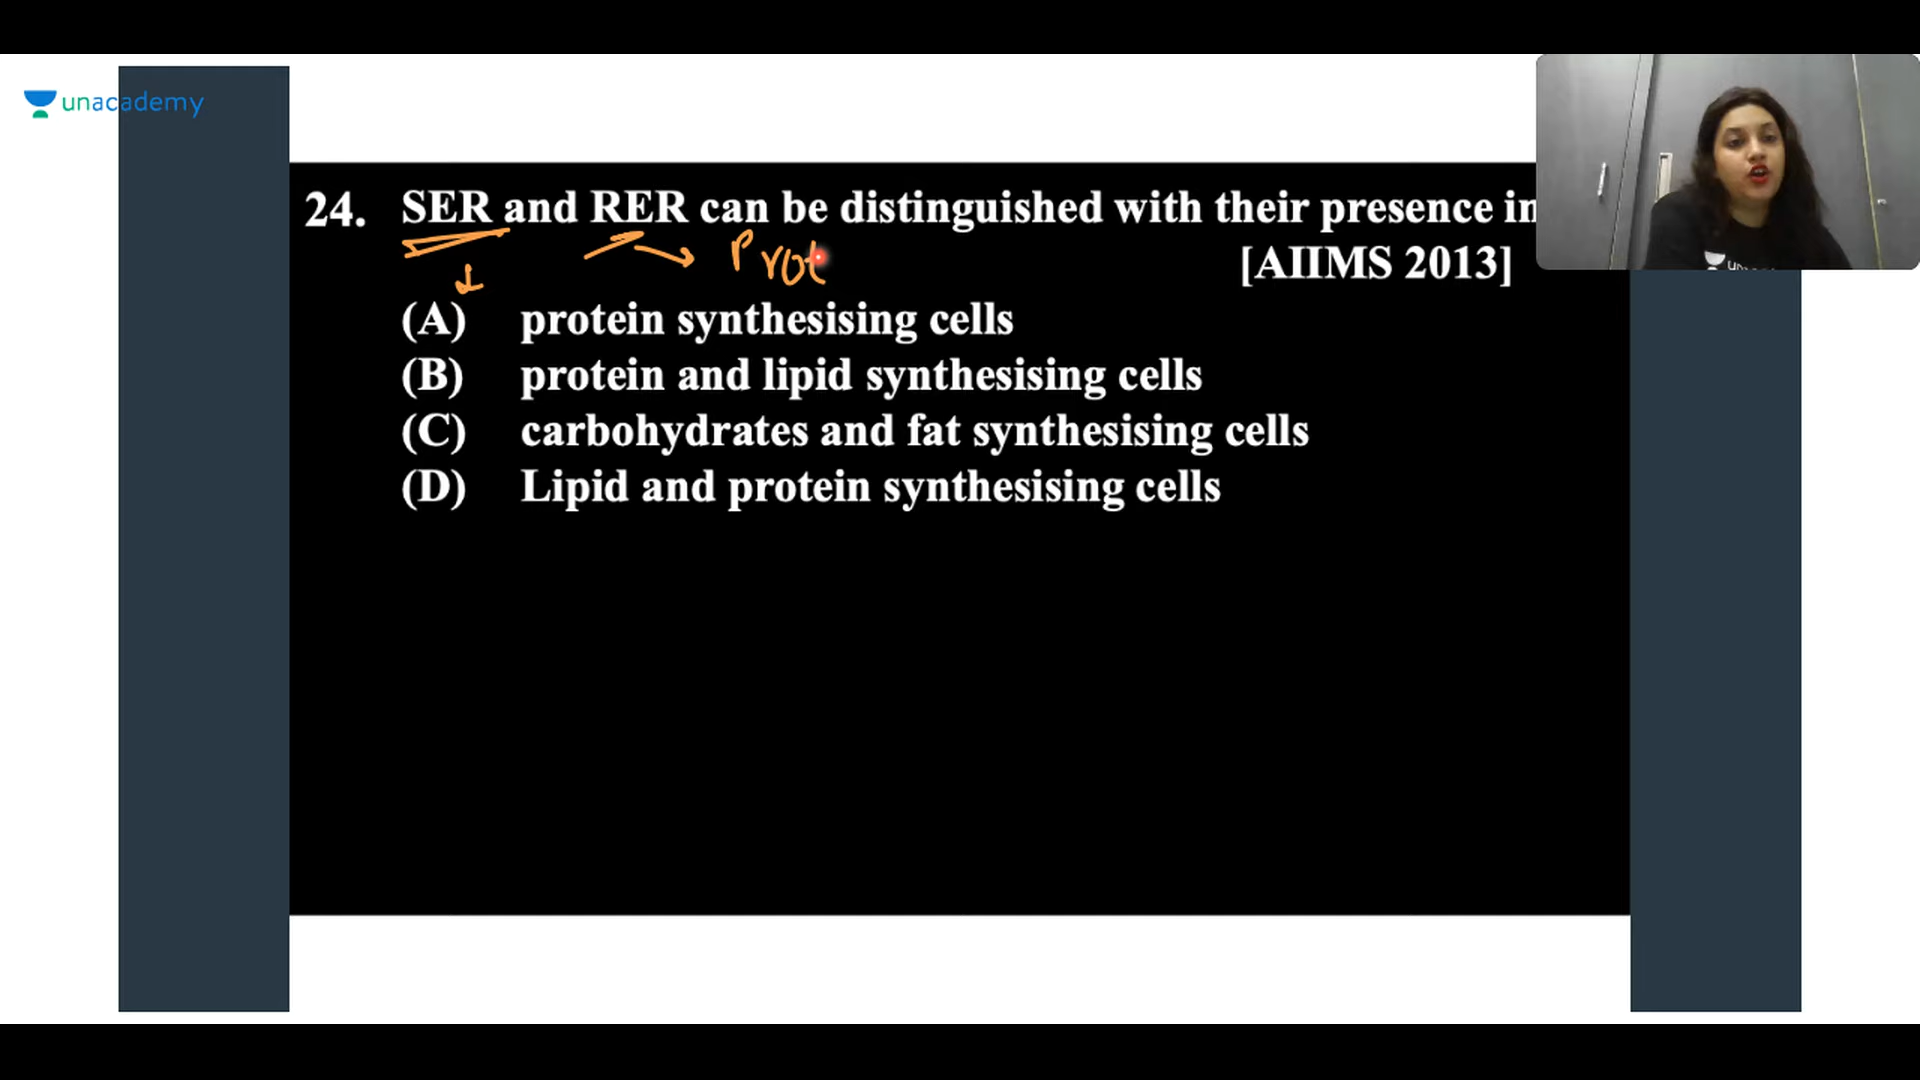 unacademy
24. SER and RER can be distinguished with their presence in
Prot
[AIIMS 2013]
(A) protein synthesising cells
(B) protein and lipid synthesising cells
(C) carbohydrates and fat synthesising cells
(D) Lipid and protein synthesising cells